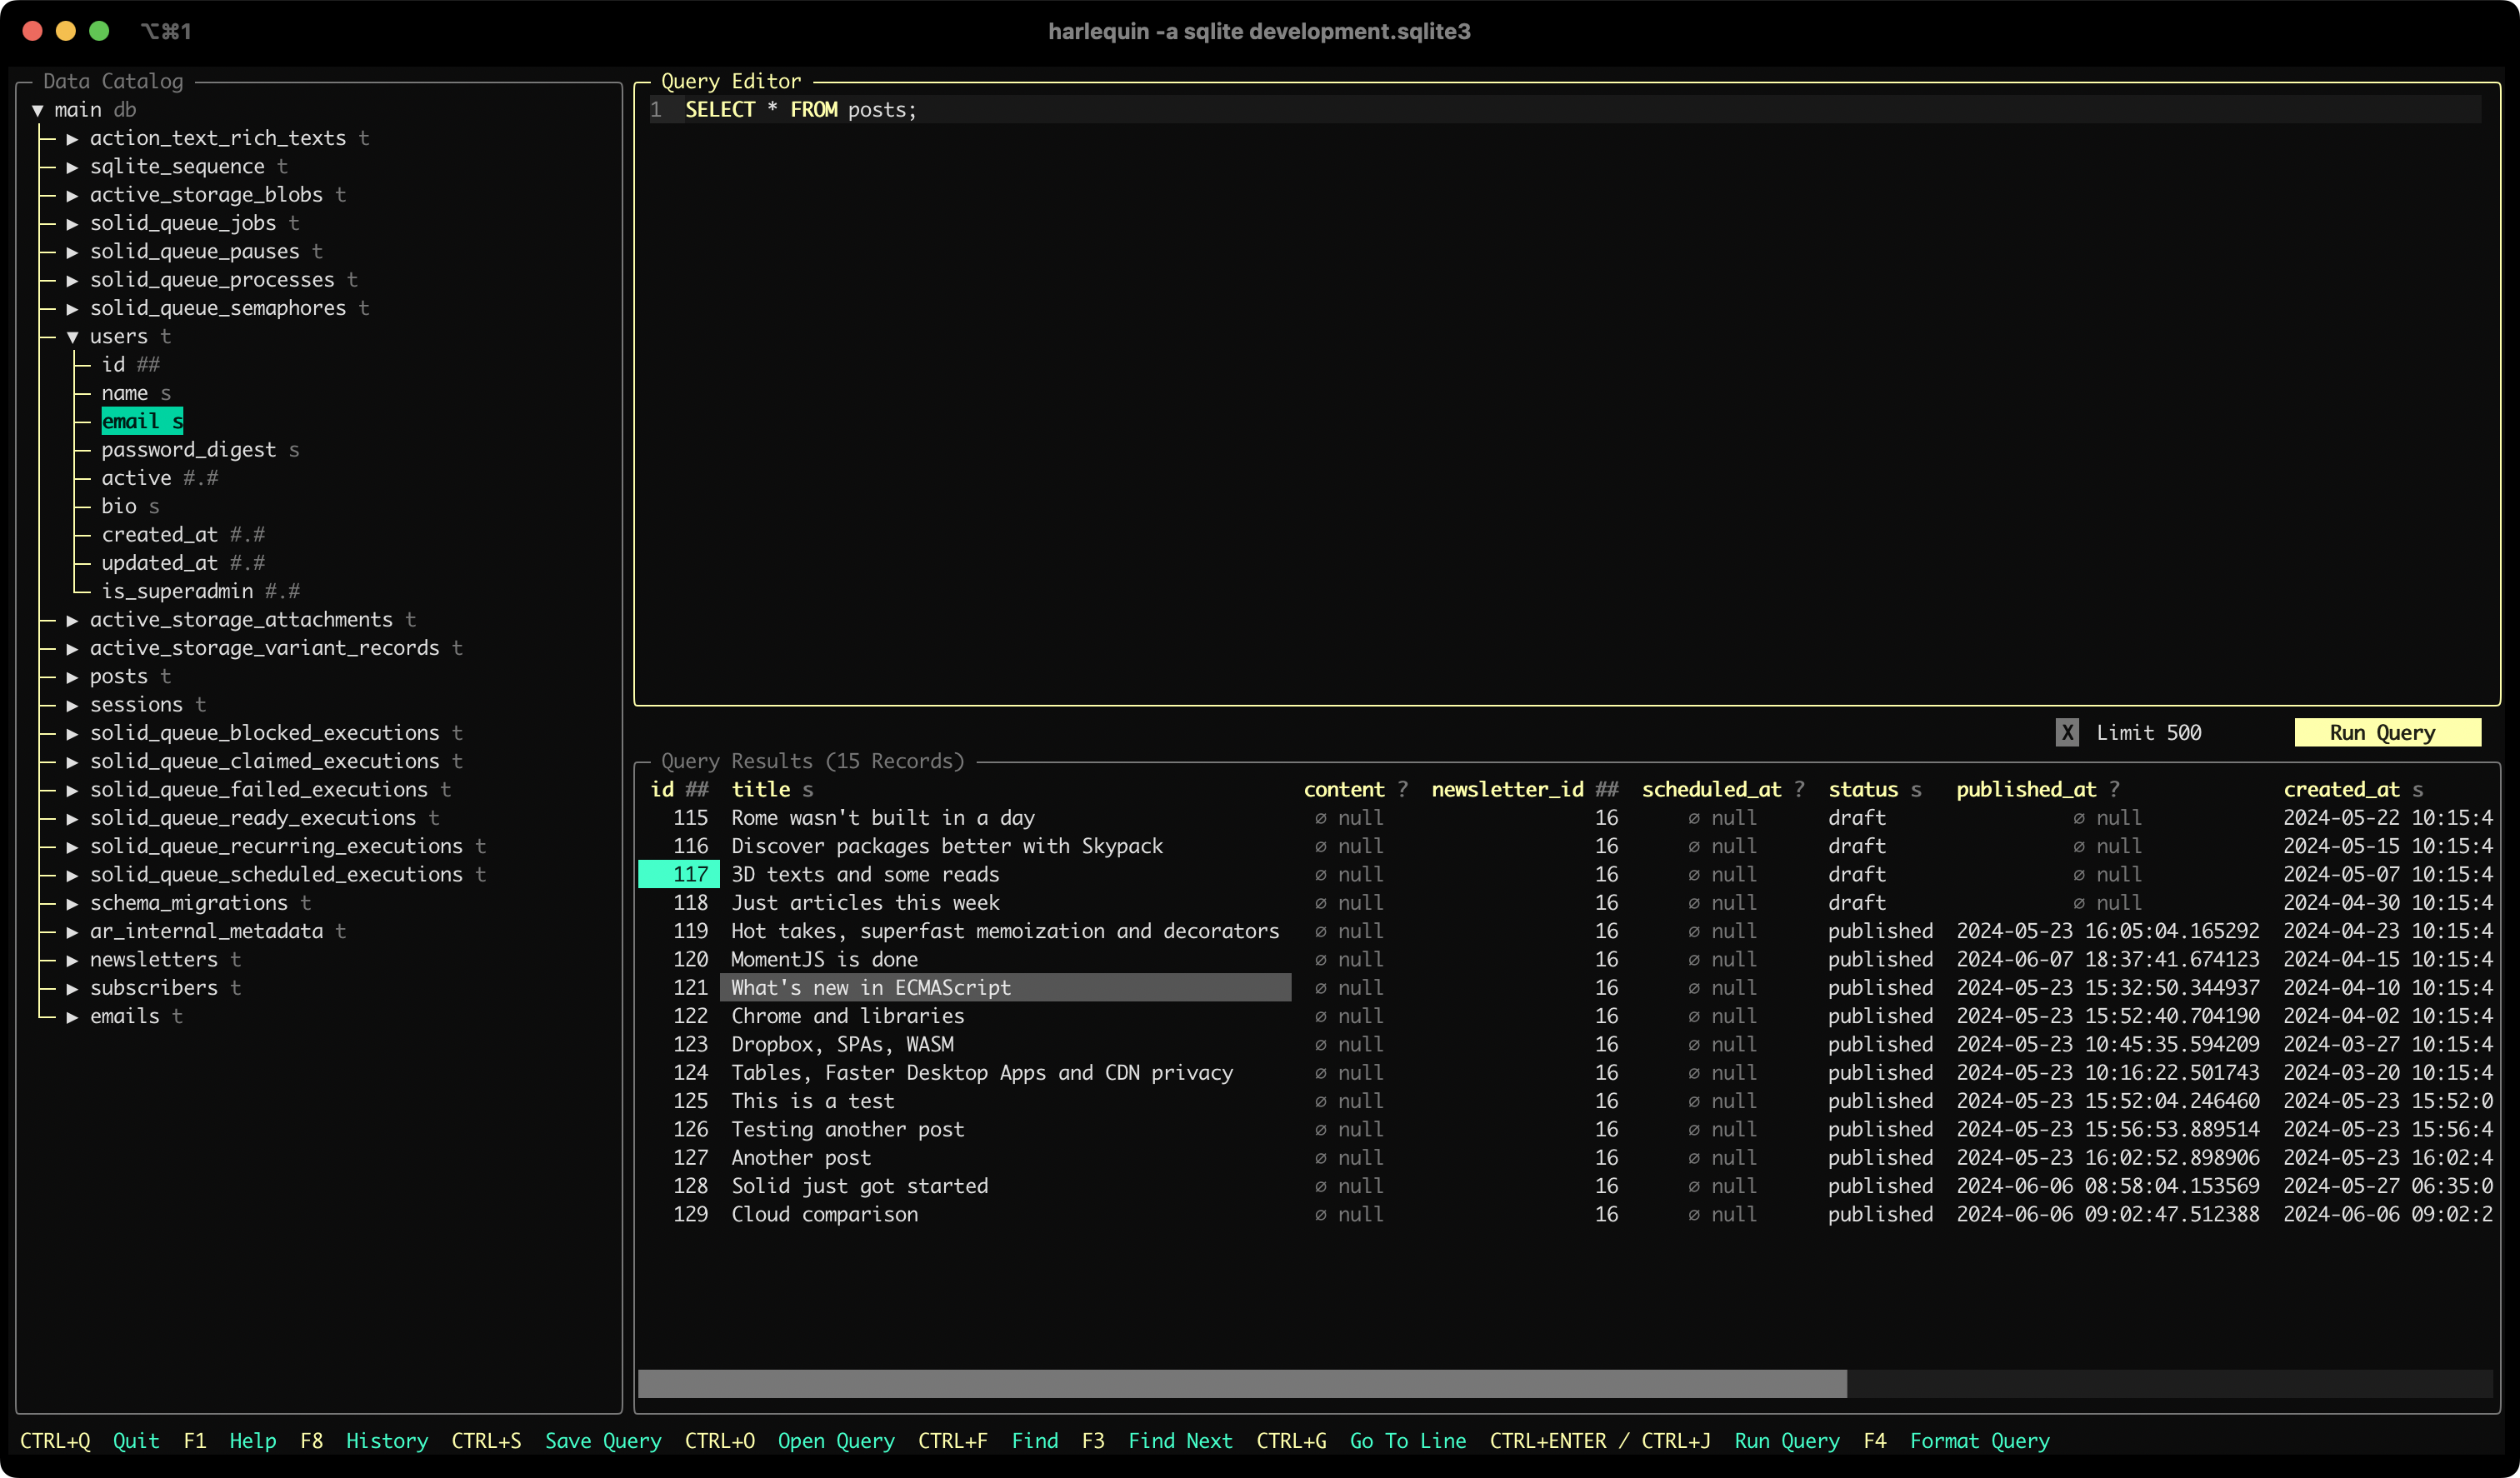 ⌥⌘1
harlequin -a sqlite development.sqlite3
Data Catalog
▼ main db
▶ action_text_rich_texts t
▶ sqlite_sequence t
▶ active_storage_blobs t
▶ solid_queue_jobs t
▶ solid_queue_pauses t
▶ solid_queue_processes t
▶ solid_queue_semaphores t
▼ users t
id ##
name s
email s
password_digest s
active #.#
bio s
created_at #.#
updated_at #.#
is_superadmin #.#
▶ active_storage_attachments t
▶ active_storage_variant_records t
▶ posts t
▶ sessions t
▶ solid_queue_blocked_executions t
▶ solid_queue_claimed_executions t
▶ solid_queue_failed_executions t
▶ solid_queue_ready_executions t
▶ solid_queue_recurring_executions t
▶ solid_queue_scheduled_executions t
▶ schema_migrations t
▶ ar_internal_metadata t
▶ newsletters t
▶ subscribers t
▶ emails t
Query Editor
1 SELECT * FROM posts;
X Limit 500 Run Query
Query Results (15 Records)
id ## title s content ? newsletter_id ## scheduled_at ? status s published_at ? created_at s
115 Rome wasn't built in a day ∅ null 16 ∅ null draft ∅ null 2024-05-22 10:15:4
116 Discover packages better with Skypack ∅ null 16 ∅ null draft ∅ null 2024-05-15 10:15:4
117 3D texts and some reads ∅ null 16 ∅ null draft ∅ null 2024-05-07 10:15:4
118 Just articles this week ∅ null 16 ∅ null draft ∅ null 2024-04-30 10:15:4
119 Hot takes, superfast memoization and decorators ∅ null 16 ∅ null published 2024-05-23 16:05:04.165292 2024-04-23 10:15:4
120 MomentJS is done ∅ null 16 ∅ null published 2024-06-07 18:37:41.674123 2024-04-15 10:15:4
121 What's new in ECMAScript ∅ null 16 ∅ null published 2024-05-23 15:32:50.344937 2024-04-10 10:15:4
122 Chrome and libraries ∅ null 16 ∅ null published 2024-05-23 15:52:40.704190 2024-04-02 10:15:4
123 Dropbox, SPAs, WASM ∅ null 16 ∅ null published 2024-05-23 10:45:35.594209 2024-03-27 10:15:4
124 Tables, Faster Desktop Apps and CDN privacy ∅ null 16 ∅ null published 2024-05-23 10:16:22.501743 2024-03-20 10:15:4
125 This is a test ∅ null 16 ∅ null published 2024-05-23 15:52:04.246460 2024-05-23 15:52:0
126 Testing another post ∅ null 16 ∅ null published 2024-05-23 15:56:53.889514 2024-05-23 15:56:4
127 Another post ∅ null 16 ∅ null published 2024-05-23 16:02:52.898906 2024-05-23 16:02:4
128 Solid just got started ∅ null 16 ∅ null published 2024-06-06 08:58:04.153569 2024-05-27 06:35:0
129 Cloud comparison ∅ null 16 ∅ null published 2024-06-06 09:02:47.512388 2024-06-06 09:02:2
CTRL+Q Quit F1 Help F8 History CTRL+S Save Query CTRL+O Open Query CTRL+F Find F3 Find Next CTRL+G Go To Line CTRL+ENTER / CTRL+J Run Query F4 Format Query